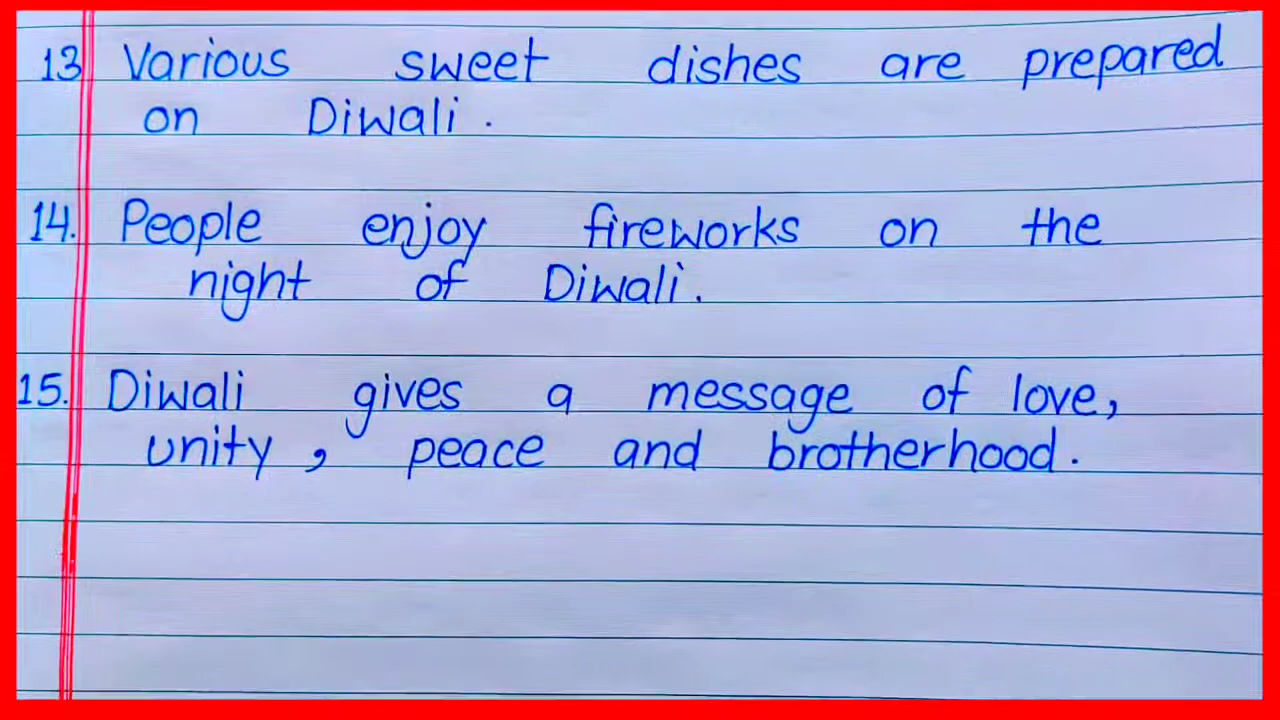 13 Various sweet dishes are prepared
on Diwali.
14. People enjoy fireworks on the
night of Diwali.
15. Diwali gives a message of love,
unity, peace and brotherhood.